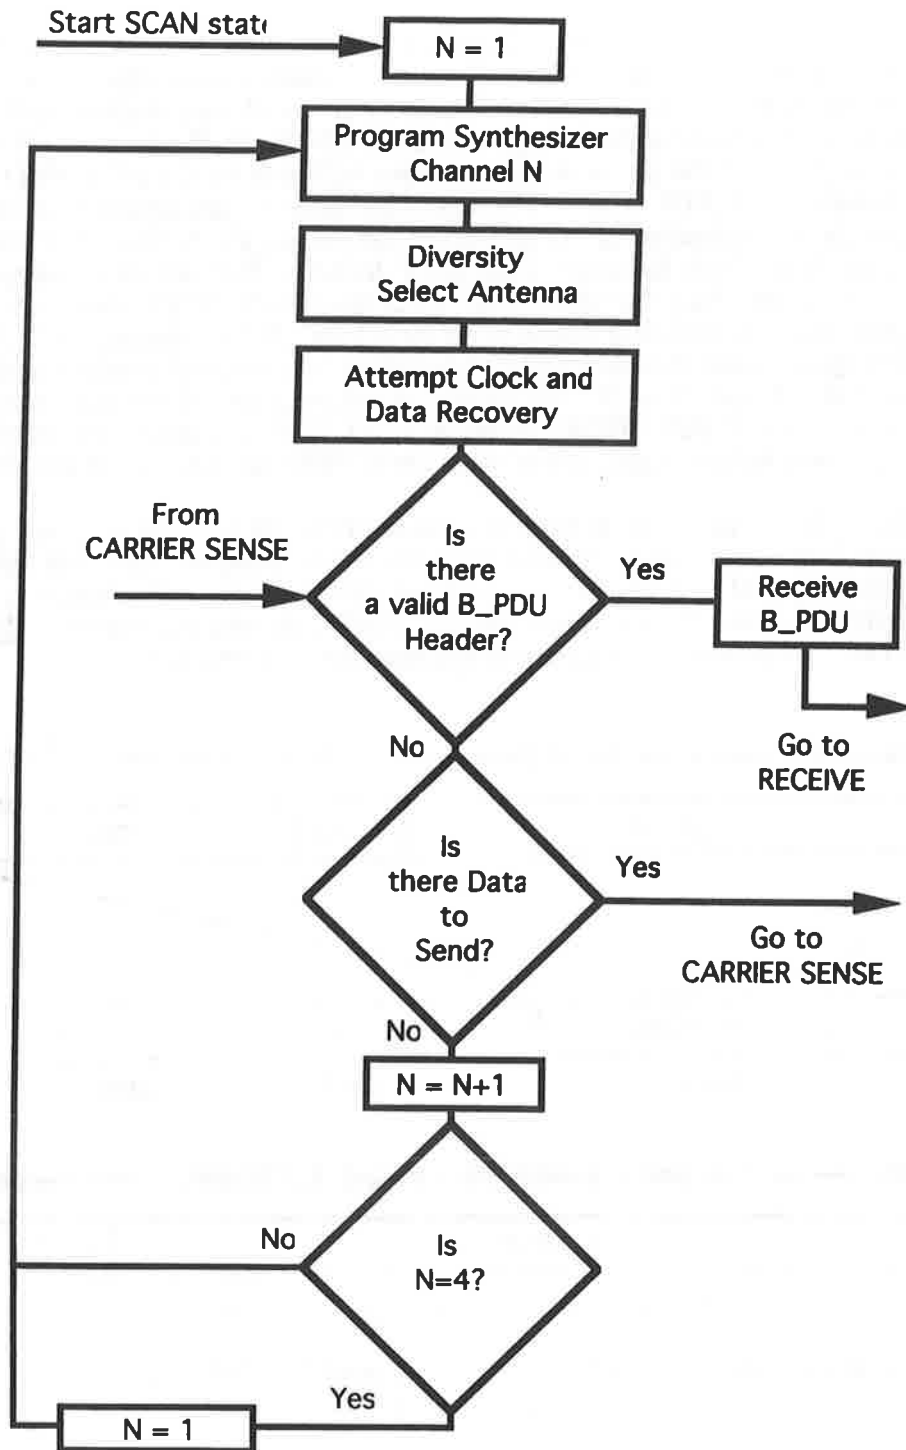 Start SCAN state
N = 1
Program Synthesizer
Channel N
Diversity
Select Antenna
Attempt Clock and
Data Recovery
From
CARRIER SENSE
Is
there
a valid B_PDU
Header?
Yes
Receive
B_PDU
No
Go to
RECEIVE
Is
there Data
to
Send?
Yes
Go to
CARRIER SENSE
No
N = N+1
No
Is
N=4?
Yes
N = 1